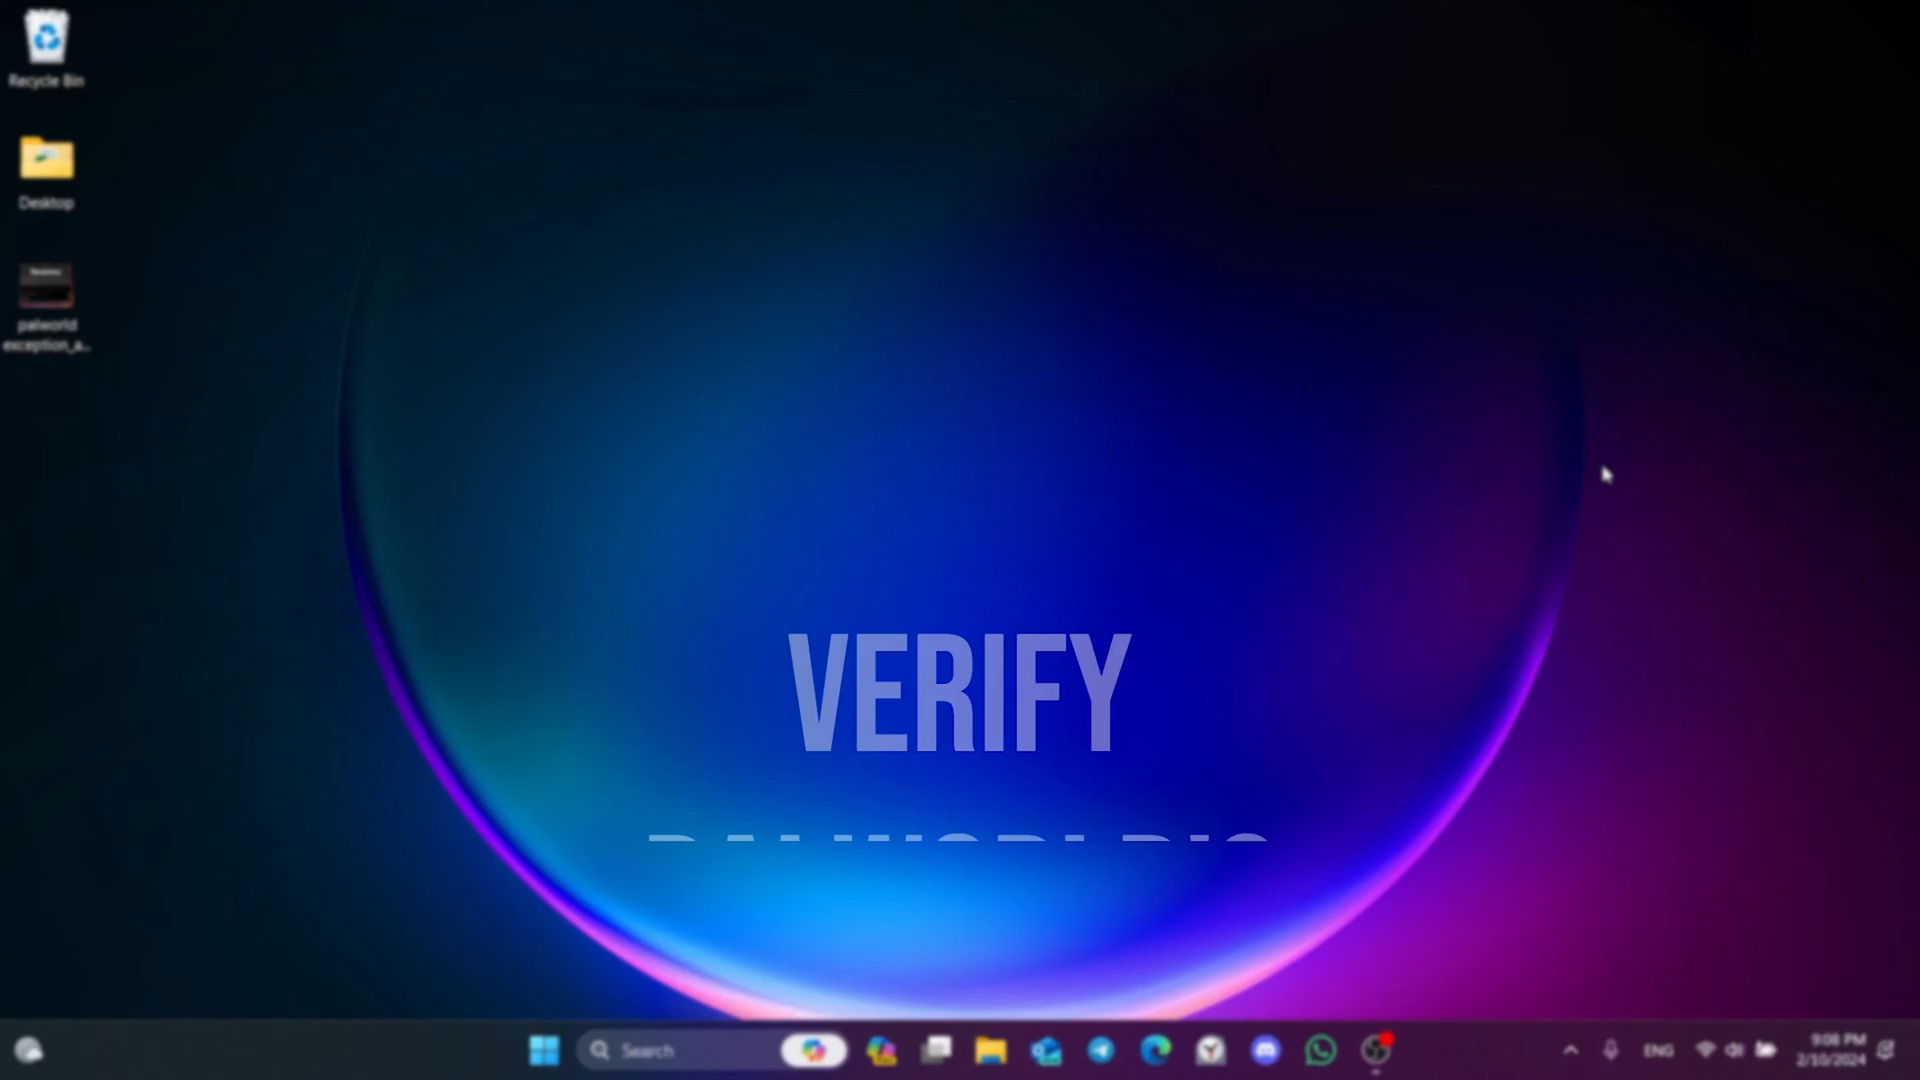 Recycle Bin
Desktop
palworld
exception_a...
VERIFY
Search
ENG
9:08 PM
2/10/2024